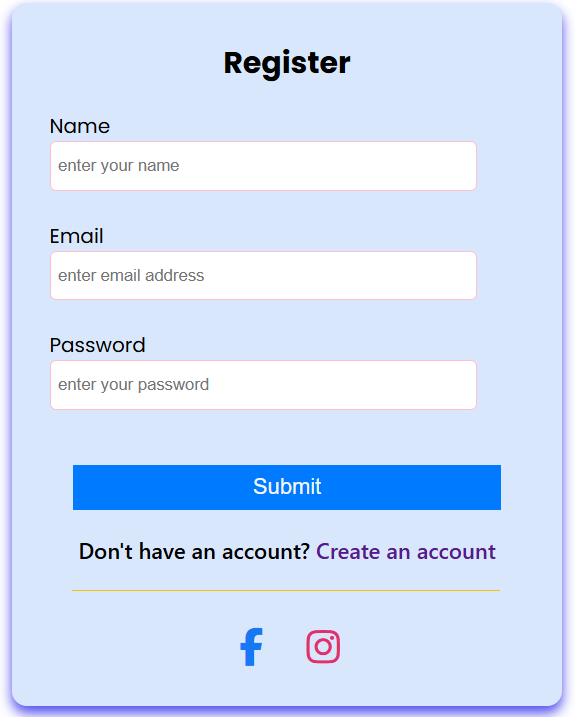 Register
Name
enter your name
Email
enter email address
Password
enter your password
Submit
Don't have an account? Create an account